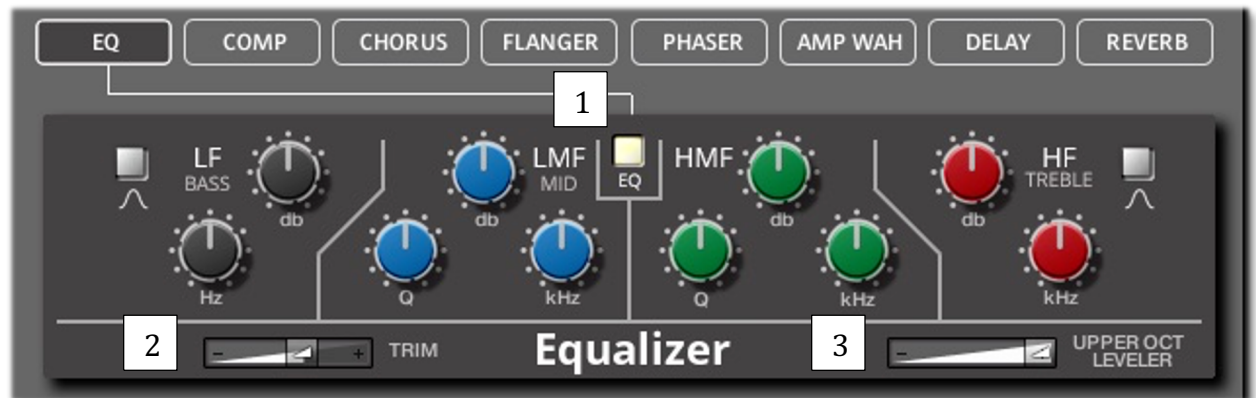 EQ COMP CHORUS FLANGER PHASER AMP WAH DELAY REVERB
1
LF
BASS
db
Hz
LMF
MID
db
Q
kHz
EQ
HMF
db
Q
kHz
HF
TREBLE
db
kHz
2
- +
TRIM
Equalizer
3
-
UPPER OCT
LEVELER